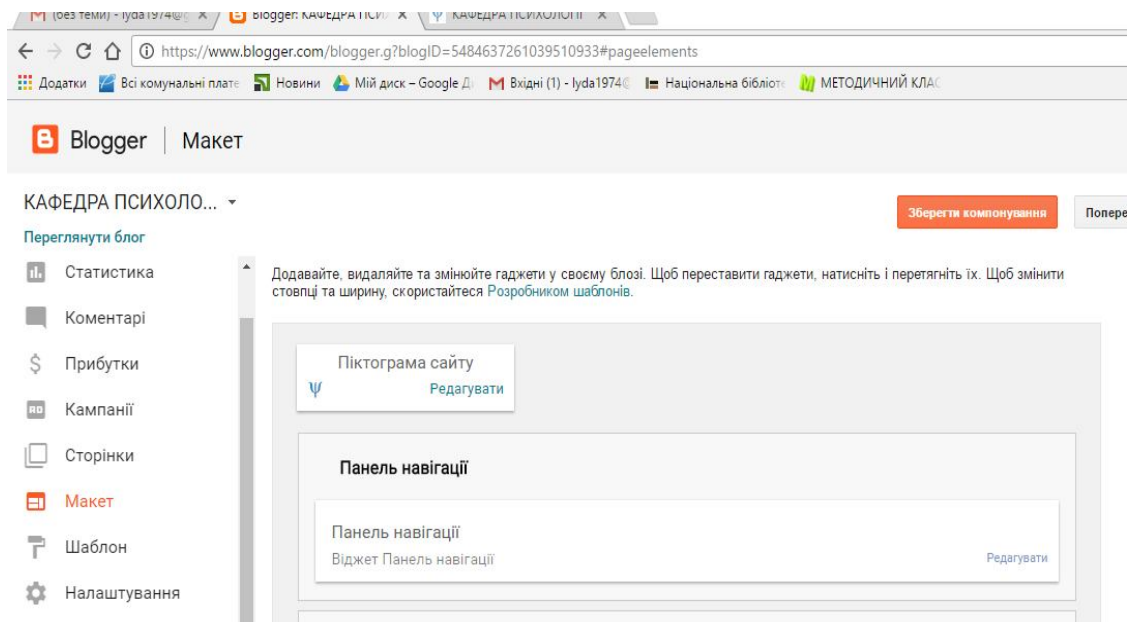 (без теми) - lyda1974@g
Blogger: КАФЕДРА ПСИХ
КАФЕДРА ПСИХОЛОГІЇ
https://www.blogger.com/blogger.g?blogID=5484637261039510933#pageelements
Додатки Всі комунальні плате Новини Мій диск – Google Д Вхідні (1) - lyda1974@ Національна бібліоте МЕТОДИЧНИЙ КЛАС
Blogger | Макет
КАФЕДРА ПСИХОЛО...
Зберегти компонування
Попере
Переглянути блог
Статистика
Коментарі
Прибутки
Кампанії
Сторінки
Макет
Шаблон
Налаштування
Додавайте, видаляйте та змінюйте гаджети у своєму блозі. Щоб переставити гаджети, натисніть і перетягніть їх. Щоб змінити
стовпці та ширину, скористайтеся Розробником шаблонів.
Піктограма сайту
Ψ Редагувати
Панель навігації
Панель навігації
Віджет Панель навігації
Редагувати